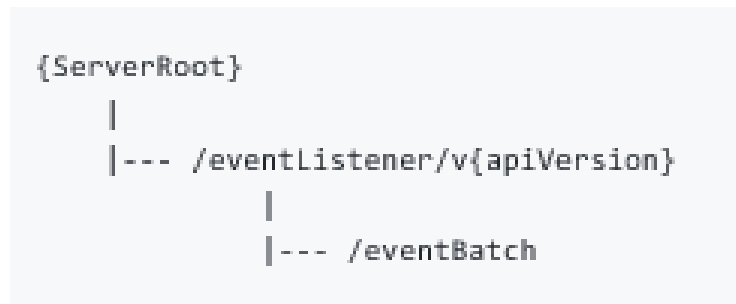 {ServerRoot}
|
|--- /eventListener/v{apiVersion}
|
|--- /eventBatch